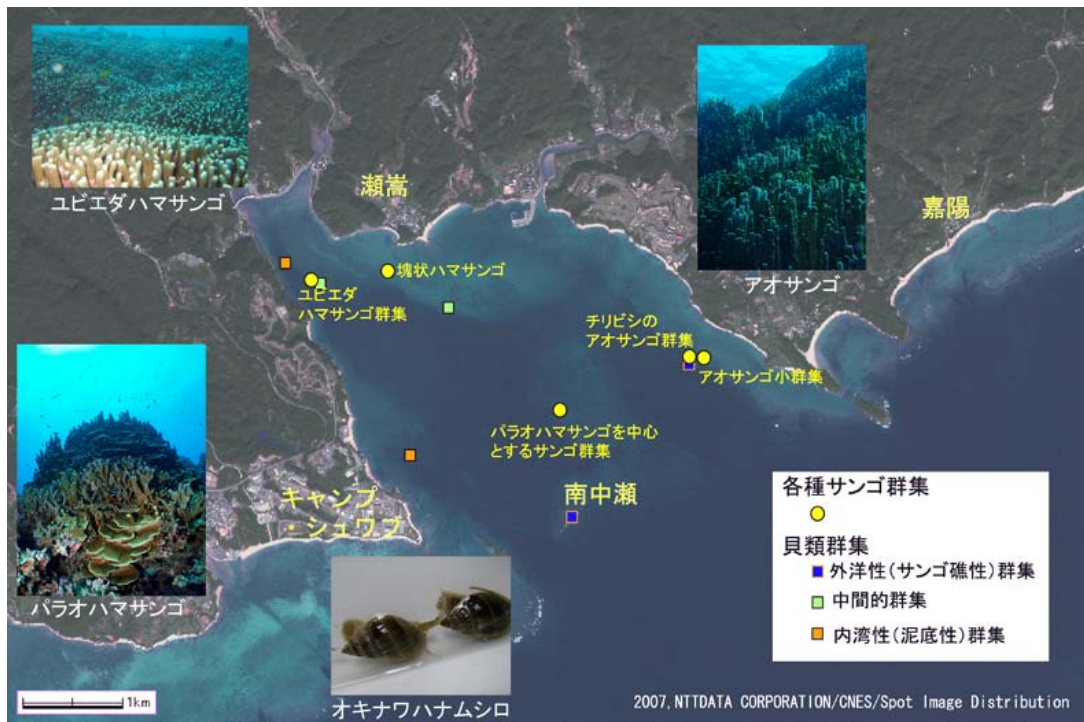 ユビエダハマサンゴ
瀬嵩
嘉陽
アオサンゴ
塊状ハマサンゴ
ユビエダ
ハマサンゴ群集
チリビシの
アオサンゴ群集
アオサンゴ小群集
パラオハマサンゴを中心
とするサンゴ群集
南中瀬
キャンプ
・シュワブ
パラオハマサンゴ
オキナワハナムシロ
各種サンゴ群集
貝類群集
外洋性(サンゴ礁性)群集
中間的群集
内湾性(泥底性)群集
1km
2007,NTTDATA CORPORATION/CNES/Spot Image Distribution